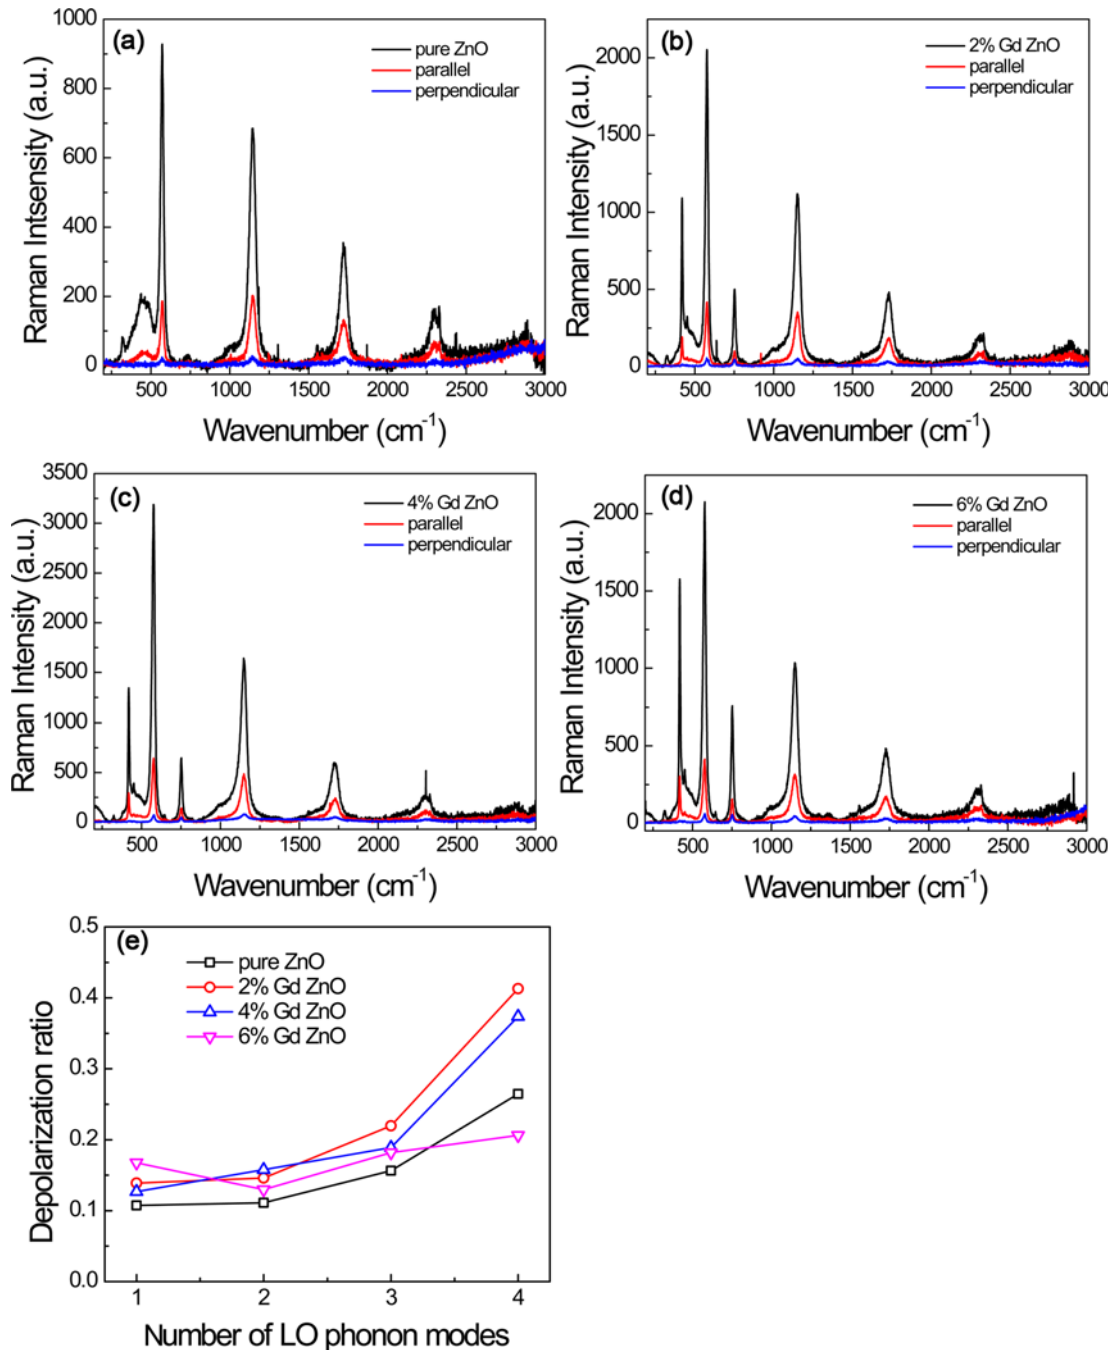 (a)
pure ZnO
parallel
perpendicular
Raman Intsensity (a.u.)
1000
800
600
400
200
0
500 1000 1500 2000 2500 3000
Wavenumber (cm⁻¹)
(b)
2% Gd ZnO
parallel
perpendicular
Raman Intensity (a.u.)
2000
1500
1000
500
0
500 1000 1500 2000 2500 3000
Wavenumber (cm⁻¹)
(c)
4% Gd ZnO
parallel
perpendicular
Raman Intensity (a.u.)
3500
3000
2500
2000
1500
1000
500
0
500 1000 1500 2000 2500 3000
Wavenumber (cm⁻¹)
(d)
6% Gd ZnO
parallel
perpendicular
Raman Intensity (a.u.)
2000
1500
1000
500
0
500 1000 1500 2000 2500 3000
Wavenumber (cm⁻¹)
(e)
pure ZnO
2% Gd ZnO
4% Gd ZnO
6% Gd ZnO
Depolarization ratio
0.5
0.4
0.3
0.2
0.1
0.0
1 2 3 4
Number of LO phonon modes